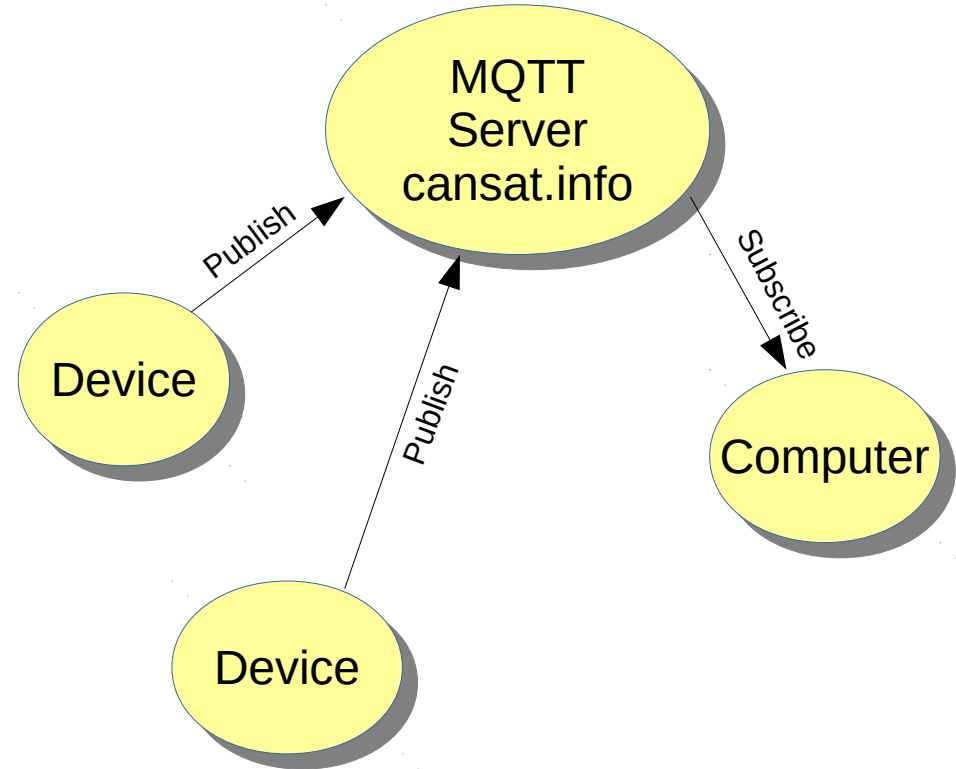 MQTT
Server
cansat.info
Publish
Subscribe
Device
Publish
Computer
Device